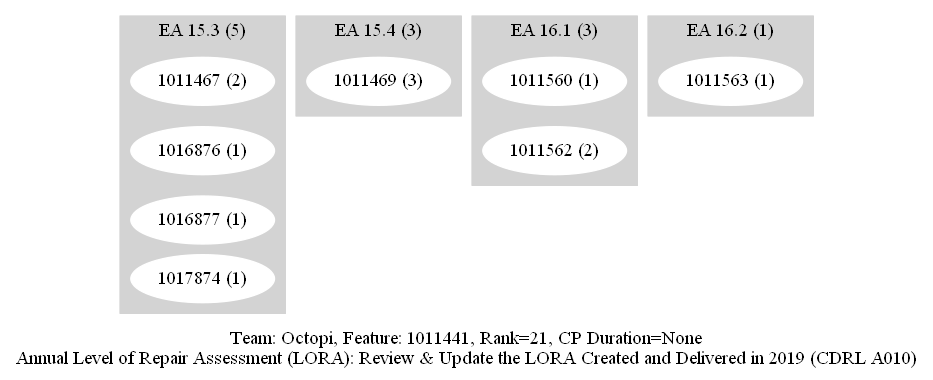 EA 15.3 (5)
1011467 (2)
1016876 (1)
1016877 (1)
1017874 (1)
EA 15.4 (3)
1011469 (3)
EA 16.1 (3)
1011560 (1)
1011562 (2)
EA 16.2 (1)
1011563 (1)
Team: Octopi, Feature: 1011441, Rank=21, CP Duration=None
Annual Level of Repair Assessment (LORA): Review & Update the LORA Created and Delivered in 2019 (CDRL A010)